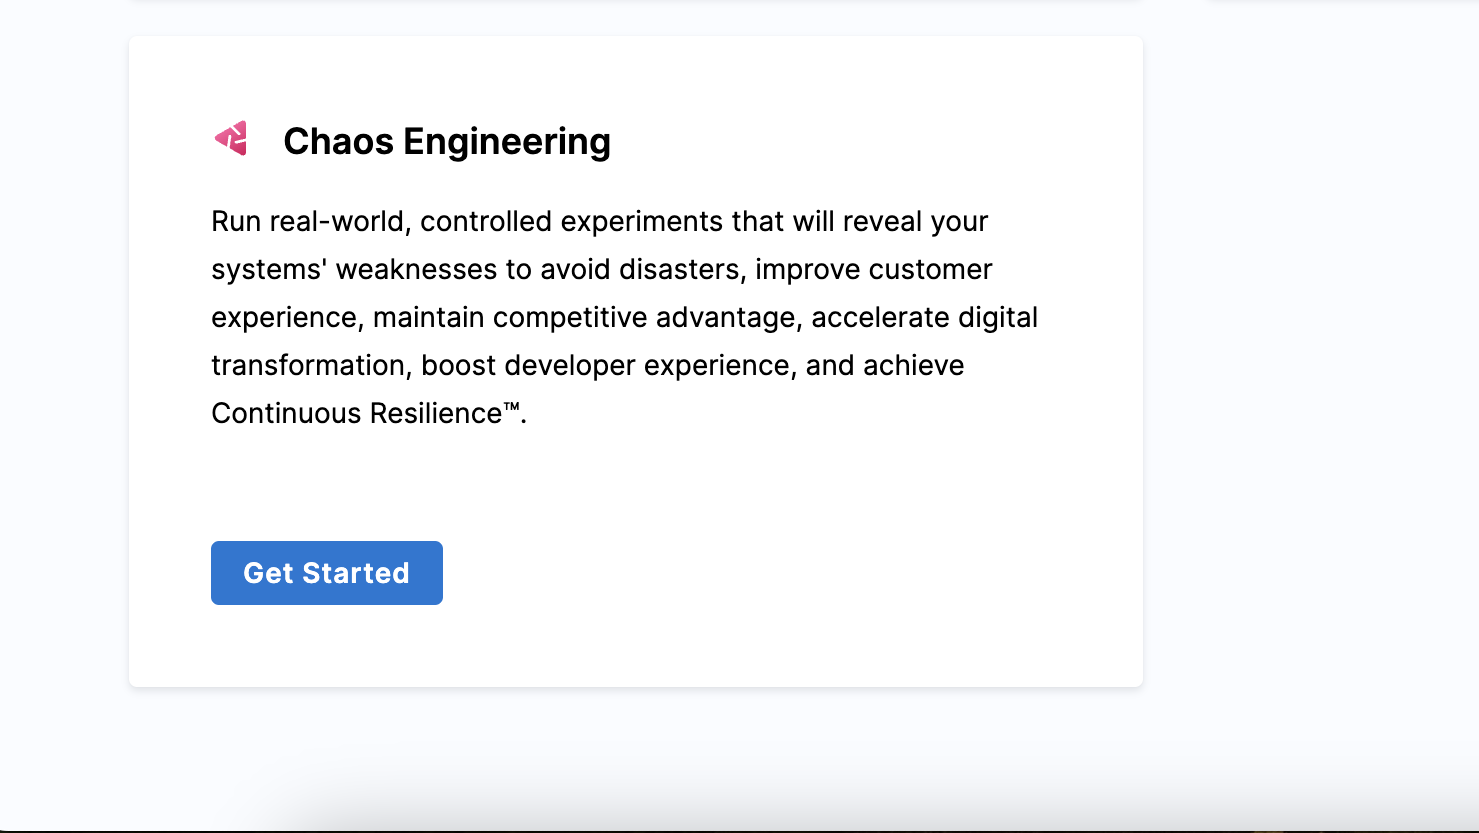 Chaos Engineering
Run real-world, controlled experiments that will reveal your
systems' weaknesses to avoid disasters, improve customer
experience, maintain competitive advantage, accelerate digital
transformation, boost developer experience, and achieve
Continuous Resilience™.
Get Started